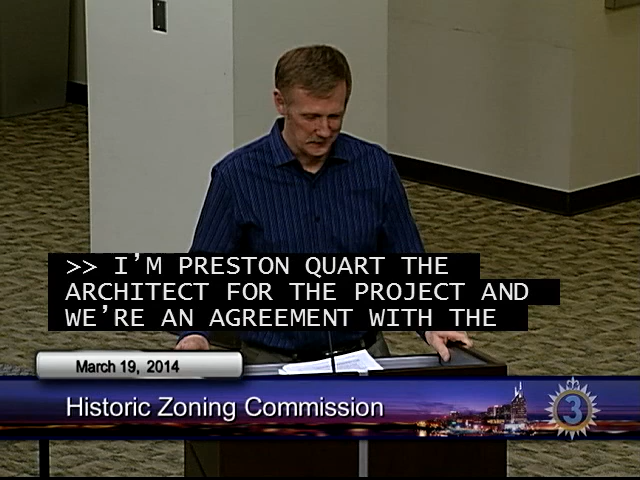 >> I'M PRESTON QUART THE
ARCHITECT FOR THE PROJECT AND
WE'RE AN AGREEMENT WITH THE
March 19, 2014
Historic Zoning Commission
3